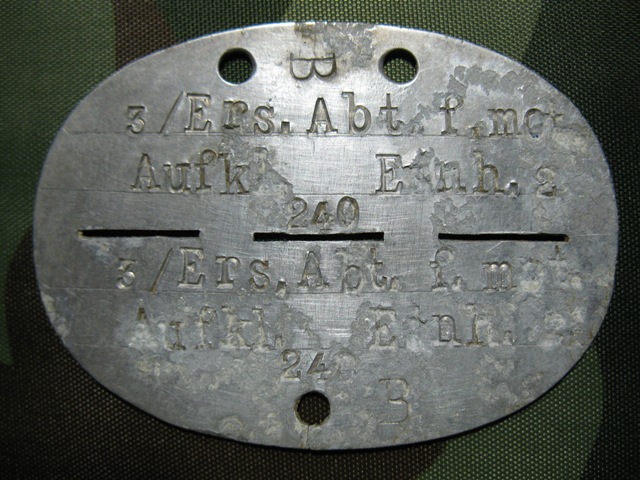 B
3/Ers. Abt. f. mot.
Aufkl. Einh. 2
240
3/Ers. Abt. f. mot.
Aufkl. Einh.
240
B